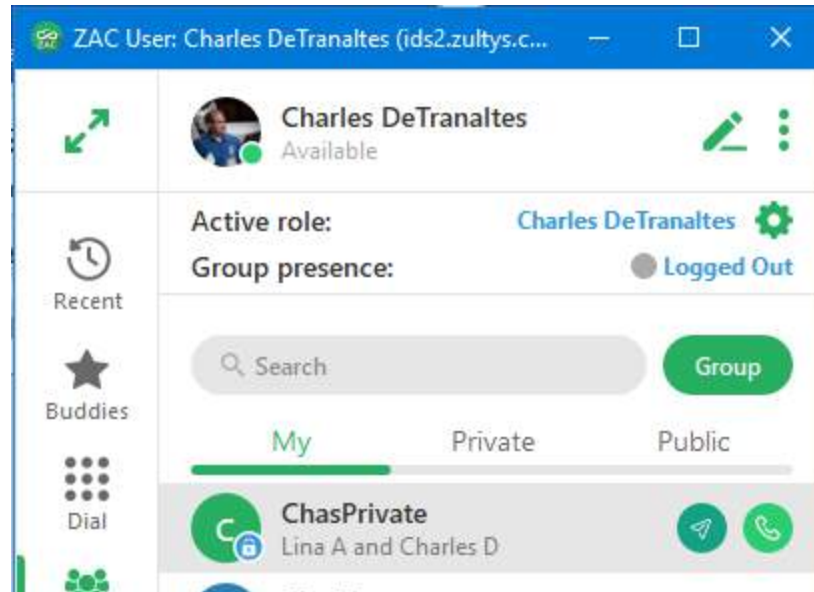 ZAC User: Charles DeTranaltes (ids2.zultys.c...
Charles DeTranaltes
Available
Active role: Charles DeTranaltes
Group presence: Logged Out
Recent
Search Group
Buddies
My Private Public
Dial
ChasPrivate
C
Lina A and Charles D